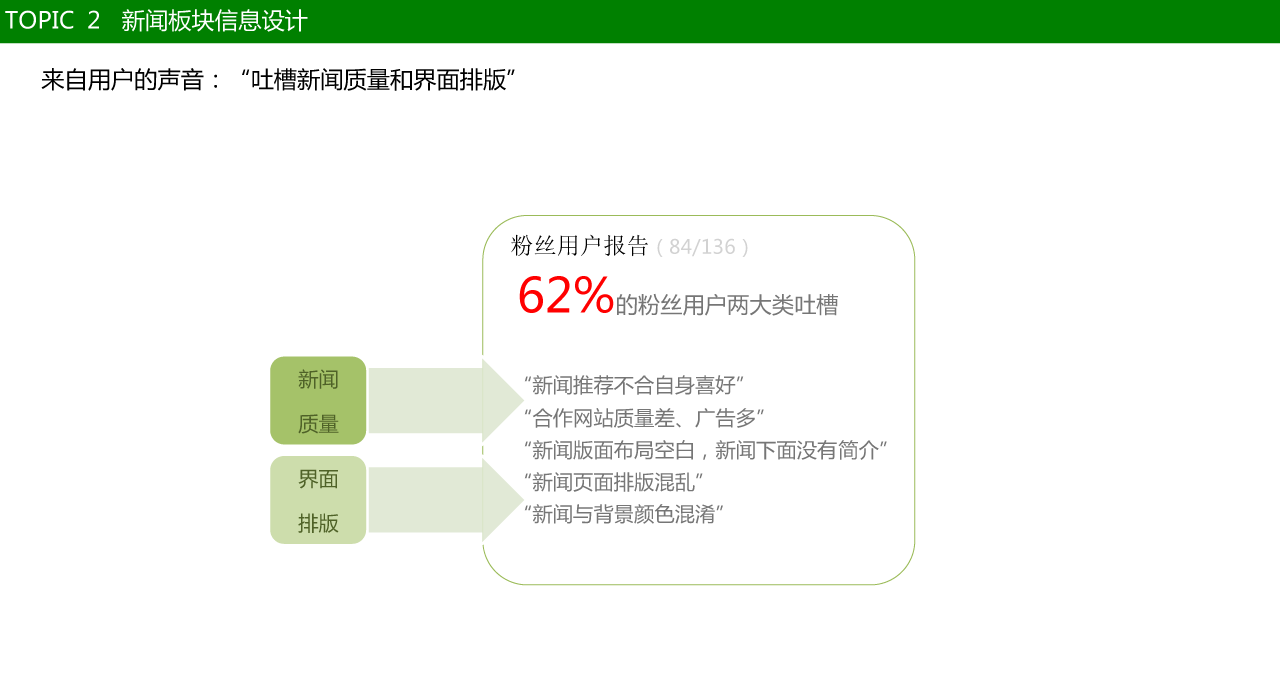 TOPIC 2 新闻板块信息设计
来自用户的声音：“吐槽新闻质量和界面排版”
粉丝用户报告（84/136）
62%的粉丝用户两大类吐槽
新闻
质量
界面
排版
“新闻推荐不合自身喜好”
“合作网站质量差、广告多”
“新闻版面布局空白，新闻下面没有简介”
“新闻页面排版混乱”
“新闻与背景颜色混淆”